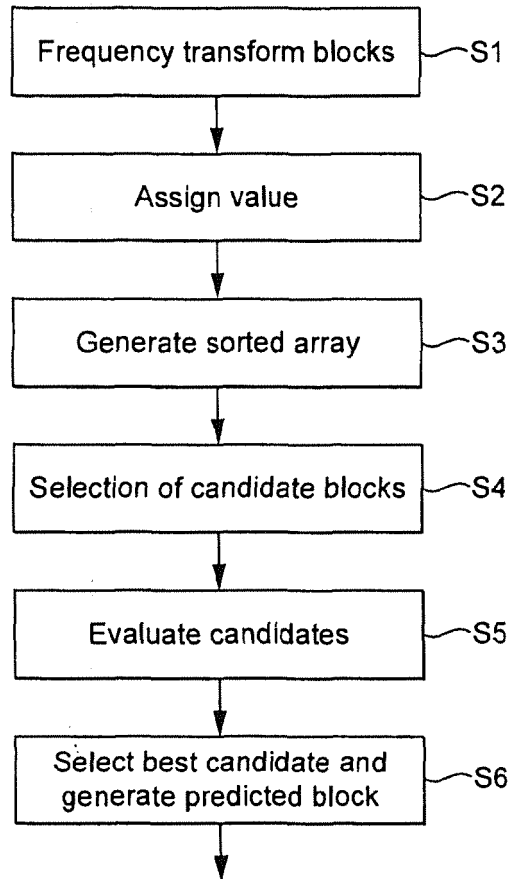 Frequency transform blocks S1
Assign value S2
Generate sorted array S3
Selection of candidate blocks S4
Evaluate candidates S5
Select best candidate and
generate predicted block S6